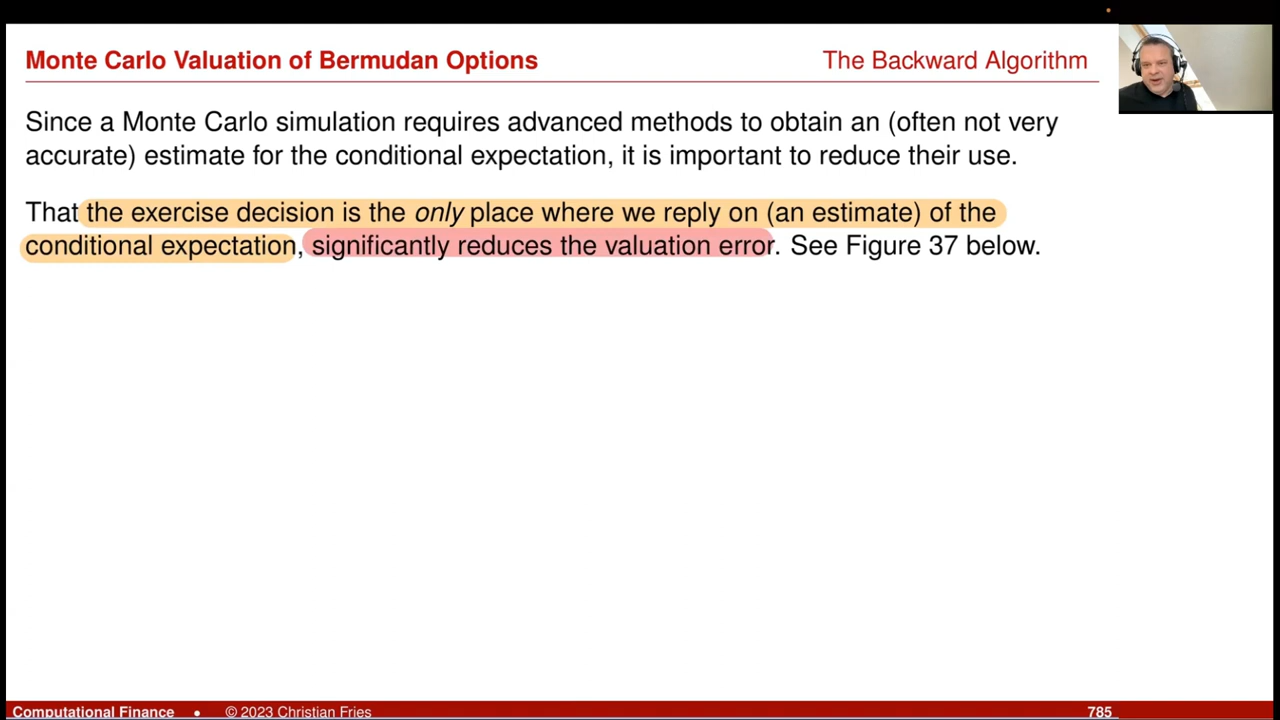 Monte Carlo Valuation of Bermudan Options The Backward Algorithm
Since a Monte Carlo simulation requires advanced methods to obtain an (often not very
accurate) estimate for the conditional expectation, it is important to reduce their use.
That the exercise decision is the only place where we reply on (an estimate) of the
conditional expectation, significantly reduces the valuation error. See Figure 37 below.
Computational Finance • © 2023 Christian Fries 785